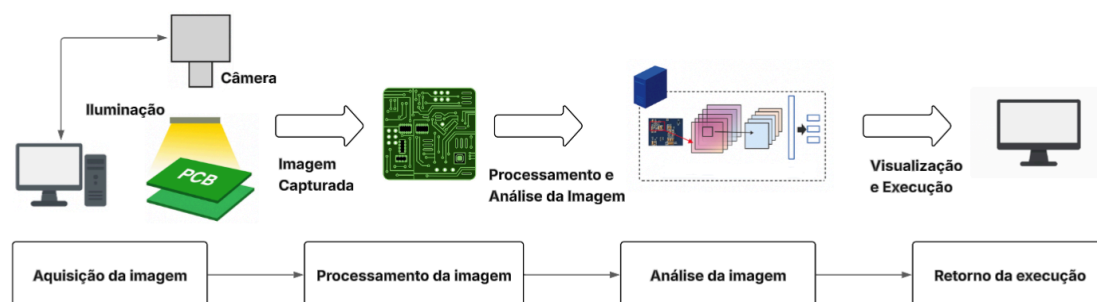 Câmera
Iluminação
PCB
Imagem
Capturada
Processamento e
Análise da Imagem
Visualização
e Execução
Aquisição da imagem
Processamento da imagem
Análise da imagem
Retorno da execução